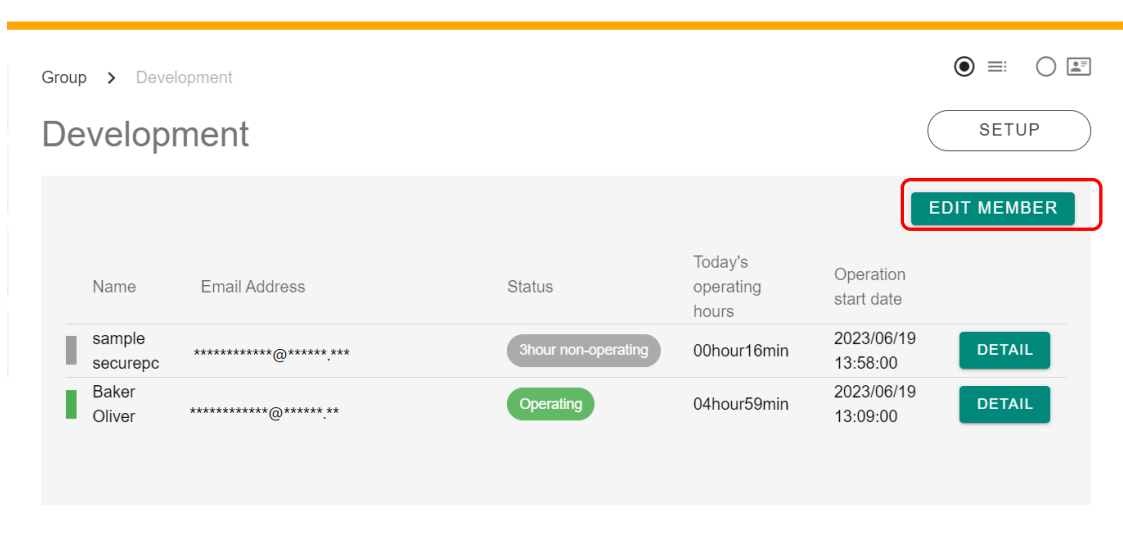 Group > Development
Development
SETUP
EDIT MEMBER
Name Email Address Status Today's operating hours Operation start date
sample securepc ************@******.*** 3hour non-operating 00hour16min 2023/06/19 13:58:00 DETAIL
Baker Oliver ************@******.** Operating 04hour59min 2023/06/19 13:09:00 DETAIL